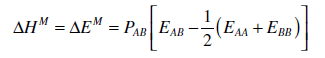 ΔH^M = ΔE^M = P_AB [ E_AB − 1/2 ( E_AA + E_BB ) ]